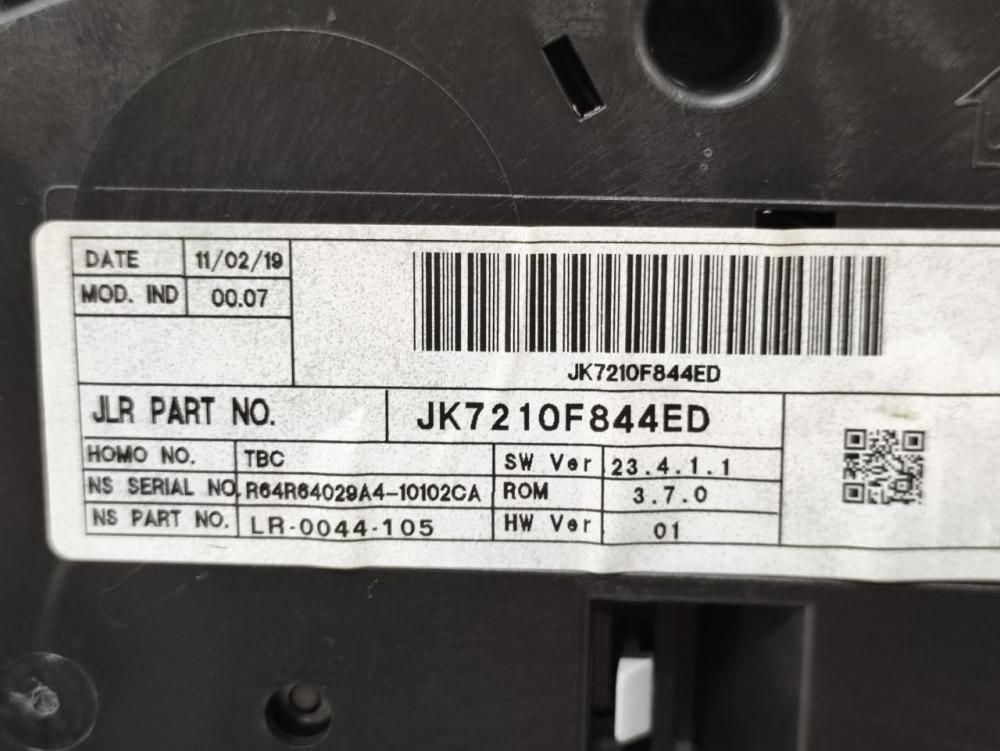 DATE 11/02/19
MOD. IND 00.07
JK7210F844ED
JLR PART NO. JK7210F844ED
HOMO NO. TBC SW Ver 23.4.1.1
NS SERIAL NO. R64R64029A4-10102CA ROM 3.7.0
NS PART NO. LR-0044-105 HW Ver 01